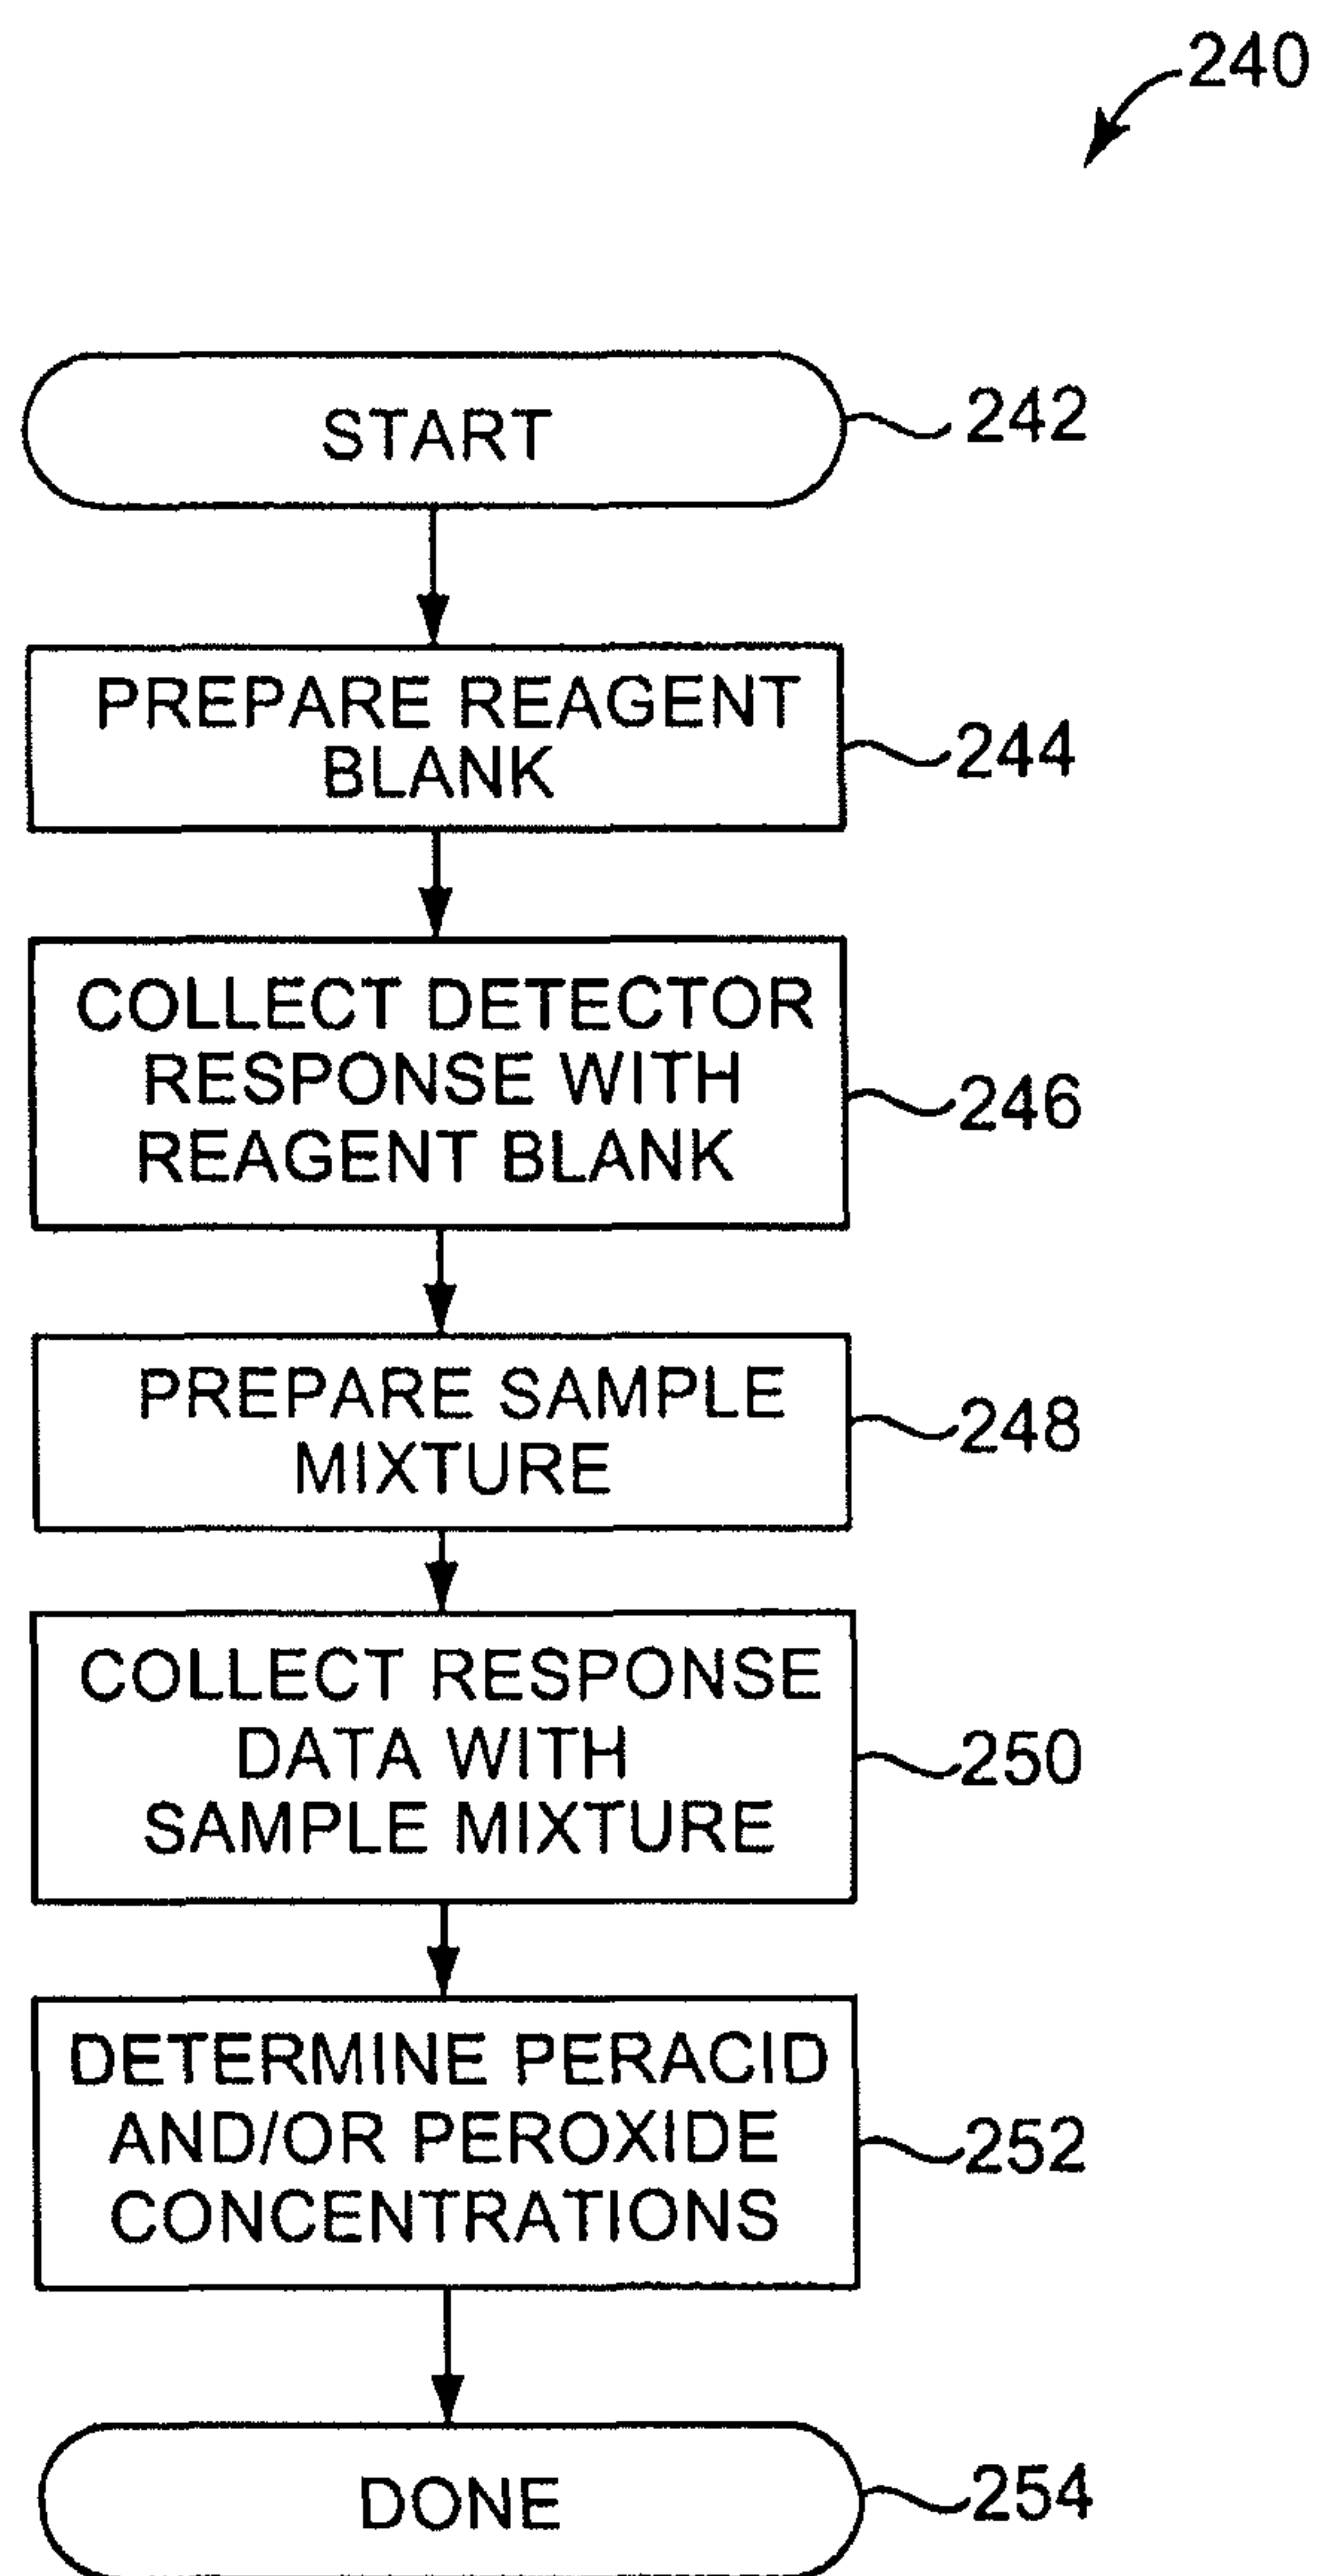 240
START
242
PREPARE REAGENT
BLANK
244
COLLECT DETECTOR
RESPONSE WITH
REAGENT BLANK
246
PREPARE SAMPLE
MIXTURE
248
COLLECT RESPONSE
DATA WITH
SAMPLE MIXTURE
250
DETERMINE PERACID
AND/OR PEROXIDE
CONCENTRATIONS
252
DONE
254